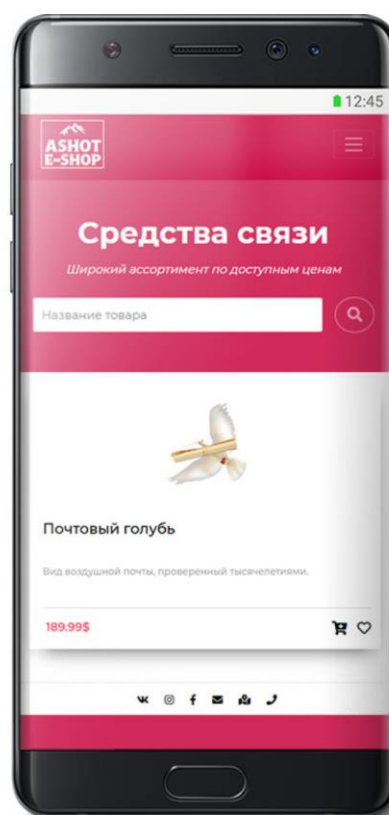 12:45
ASHOT
E-SHOP
Средства связи
Широкий ассортимент по доступным ценам
Название товара
Почтовый голубь
Вид воздушной почты, проверенный тысячелетиями.
189.99$